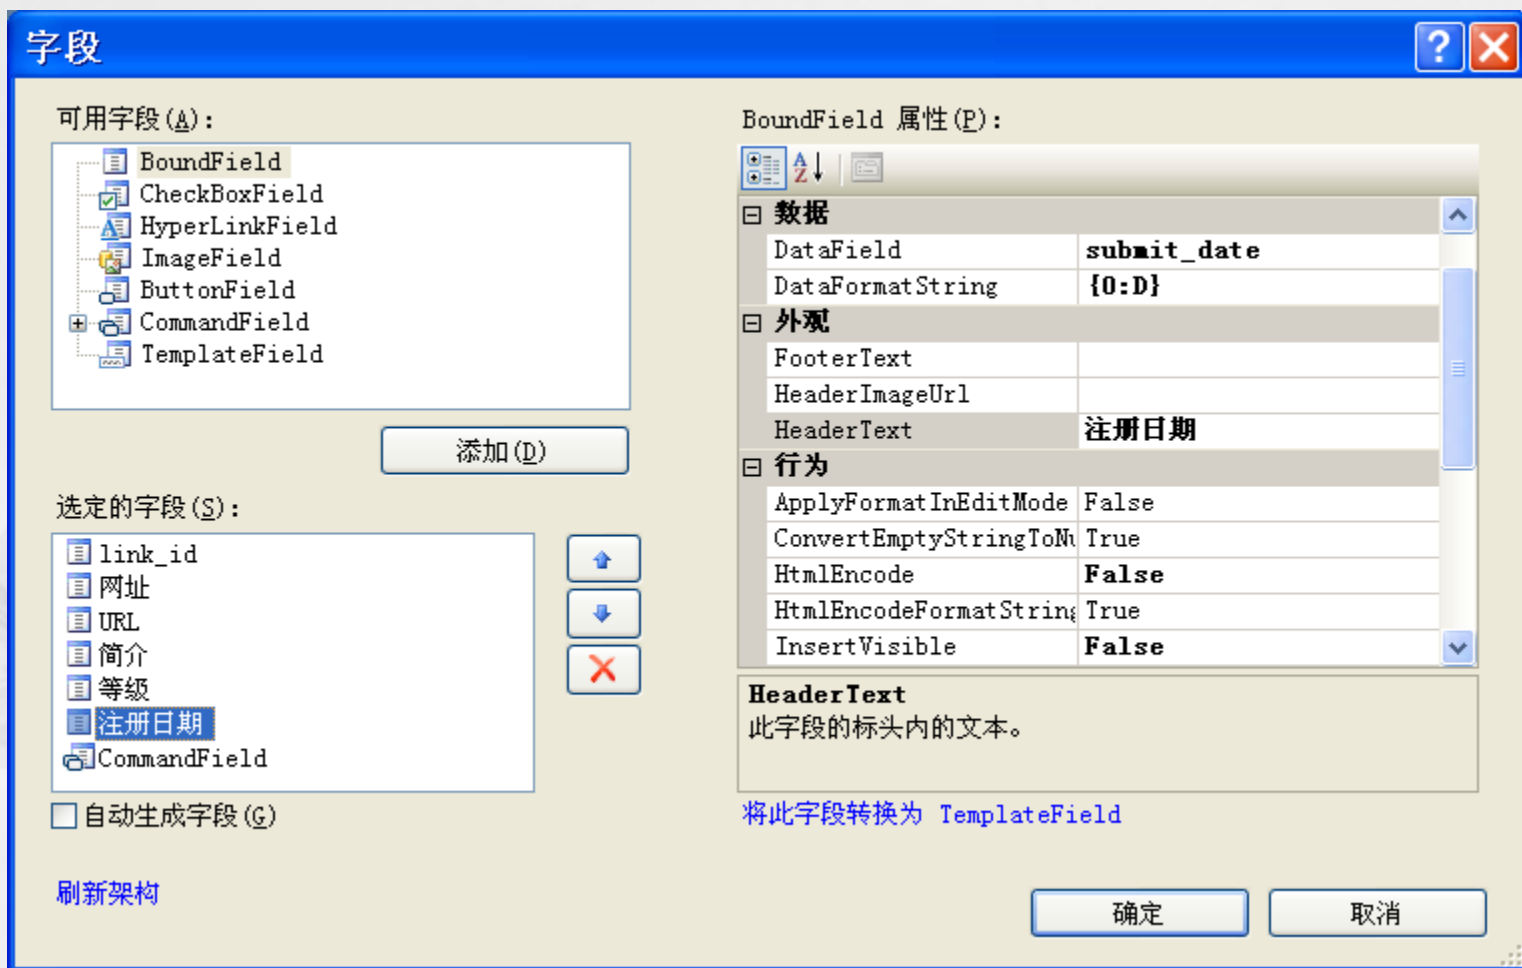 字段
可用字段(A):
BoundField
CheckBoxField
HyperLinkField
ImageField
ButtonField
CommandField
TemplateField
添加(D)
选定的字段(S):
link_id
网址
URL
简介
等级
注册日期
CommandField
自动生成字段(G)
刷新架构
BoundField 属性(P):
数据
DataField submit_date
DataFormatString {0:D}
外观
FooterText
HeaderImageUrl
HeaderText 注册日期
行为
ApplyFormatInEditMode False
ConvertEmptyStringToNu True
HtmlEncode False
HtmlEncodeFormatString True
InsertVisible False
HeaderText
此字段的标头内的文本。
将此字段转换为 TemplateField
确定 取消